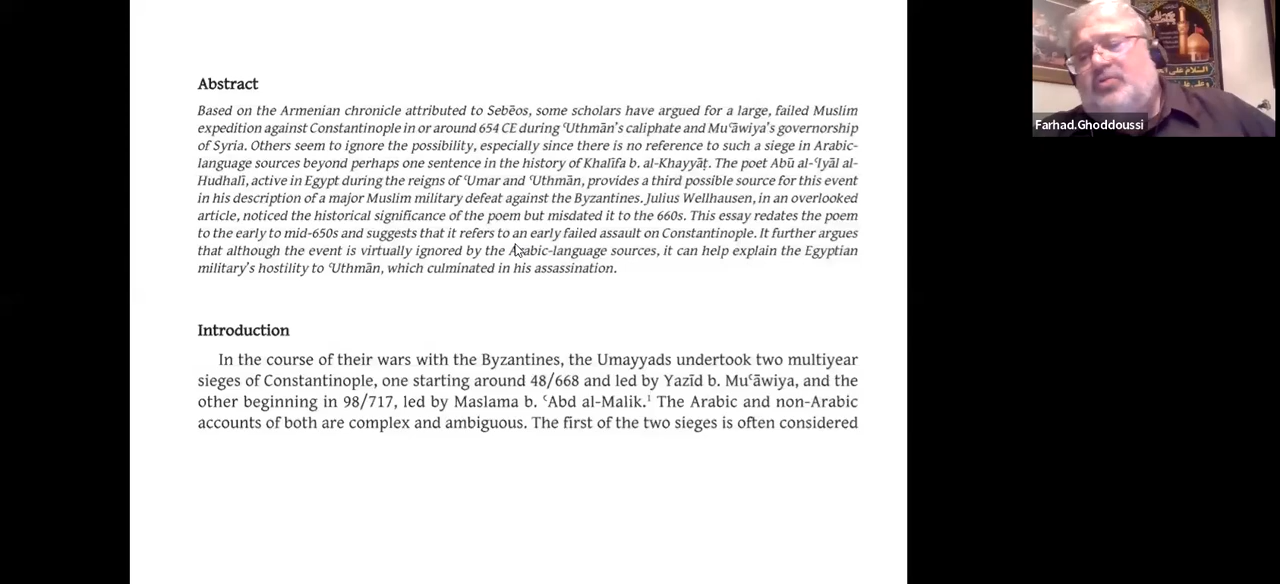 Abstract
Based on the Armenian chronicle attributed to Sebēos, some scholars have argued for a large, failed Muslim
expedition against Constantinople in or around 654 CE during ʿUthmān's caliphate and Muʿāwiya's governorship
of Syria. Others seem to ignore the possibility, especially since there is no reference to such a siege in Arabic-
language sources beyond perhaps one sentence in the history of Khalīfa b. al-Khayyāṭ. The poet Abū al-ʿIyāl al-
Hudhalī, active in Egypt during the reigns of ʿUmar and ʿUthmān, provides a third possible source for this event
in his description of a major Muslim military defeat against the Byzantines. Julius Wellhausen, in an overlooked
article, noticed the historical significance of the poem but misdated it to the 660s. This essay redates the poem
to the early to mid-650s and suggests that it refers to an early failed assault on Constantinople. It further argues
that although the event is virtually ignored by the Arabic-language sources, it can help explain the Egyptian
military's hostility to ʿUthmān, which culminated in his assassination.
Introduction
In the course of their wars with the Byzantines, the Umayyads undertook two multiyear
sieges of Constantinople, one starting around 48/668 and led by Yazīd b. Muʿāwiya, and the
other beginning in 98/717, led by Maslama b. ʿAbd al-Malik.¹ The Arabic and non-Arabic
accounts of both are complex and ambiguous. The first of the two sieges is often considered
Farhad.Ghoddoussi
السلام على